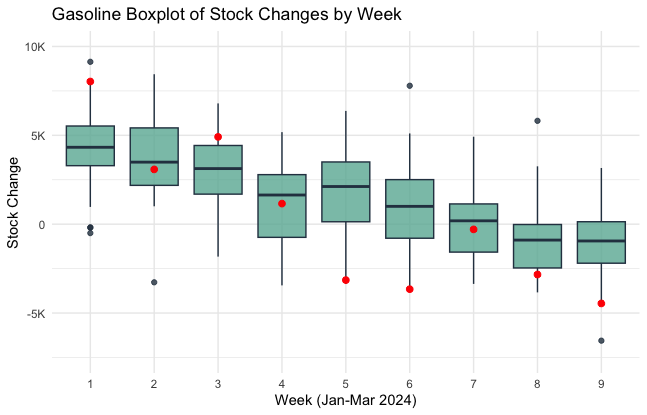 Gasoline Boxplot of Stock Changes by Week
10K
5K
0
-5K
Stock Change
1 2 3 4 5 6 7 8 9
Week (Jan-Mar 2024)